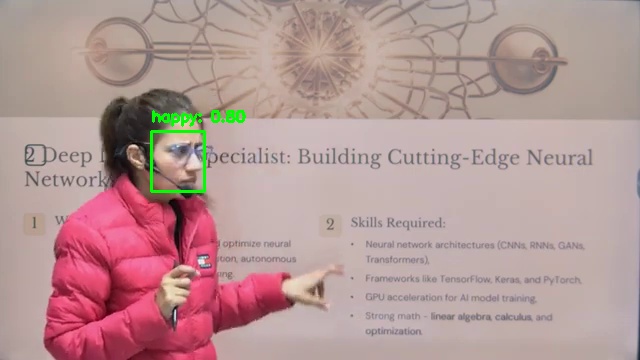 happy: 0.80
2 Deep pecialist: Building Cutting-Edge Neural
Network
1
d optimize neural
tion, autonomous
2 Skills Required:
• Neural network architectures (CNNs, RNNs, GANs,
Transformers).
• Frameworks like TensorFlow, Keras, and PyTorch.
• GPU acceleration for AI model training.
• Strong math - linear algebra, calculus, and
optimization.